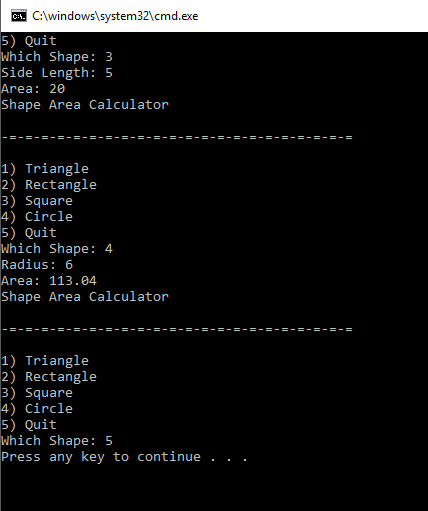 C:\windows\system32\cmd.exe
5) Quit
Which Shape: 3
Side Length: 5
Area: 20
Shape Area Calculator
-=-=-=-=-=-=-=-=-=-=-=-=-=-=-=-=-=-=-=-=-=-=
1) Triangle
2) Rectangle
3) Square
4) Circle
5) Quit
Which Shape: 4
Radius: 6
Area: 113.04
Shape Area Calculator
-=-=-=-=-=-=-=-=-=-=-=-=-=-=-=-=-=-=-=-=-=-=
1) Triangle
2) Rectangle
3) Square
4) Circle
5) Quit
Which Shape: 5
Press any key to continue . . .